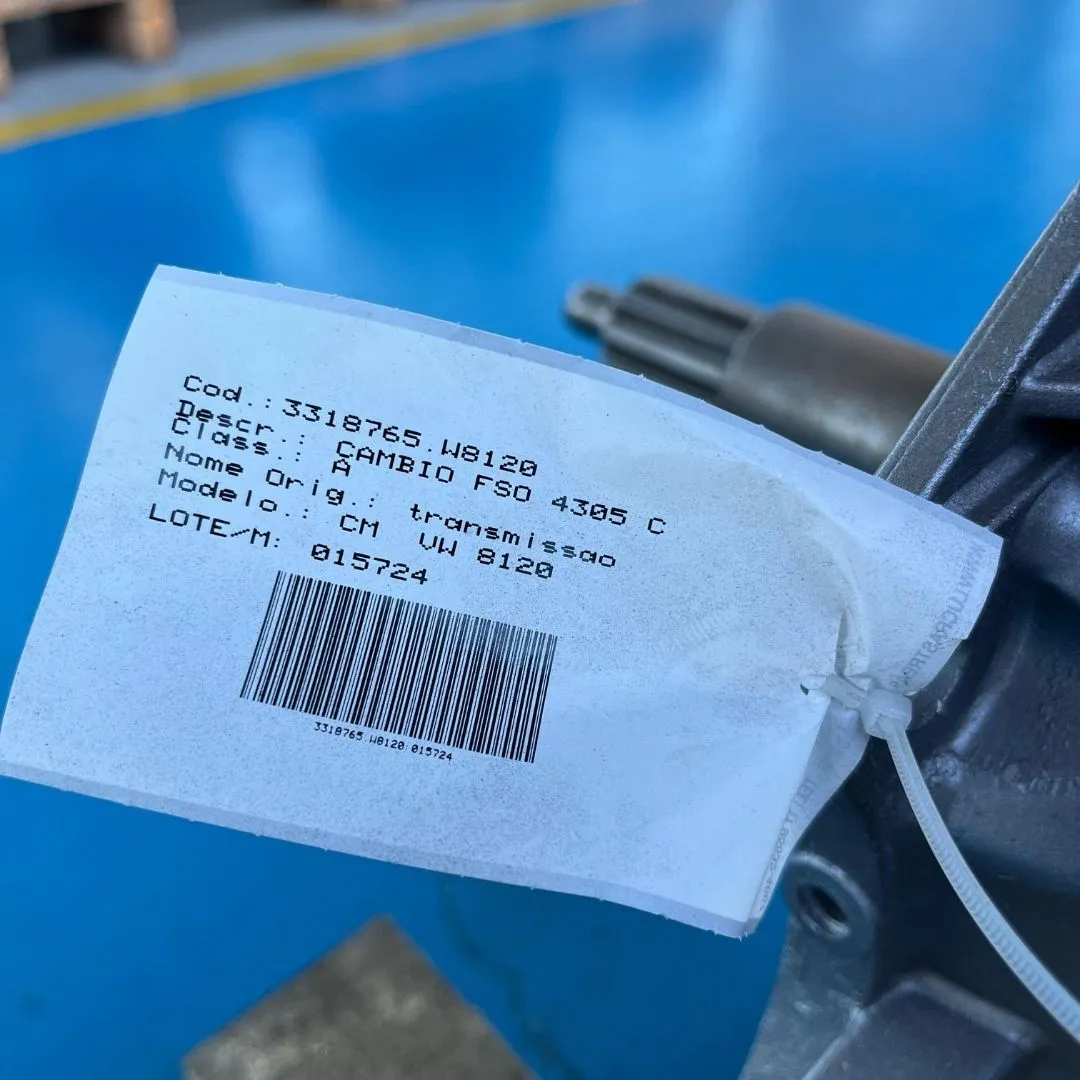 Cod.:3318765.W8120
Descr.: CAMBIO FSO 4305 C
Class.: A
Nome Orig.: transmissao
Modelo.: CM VW 8120
LOTE/M: 015724
3318765.W8120:015724